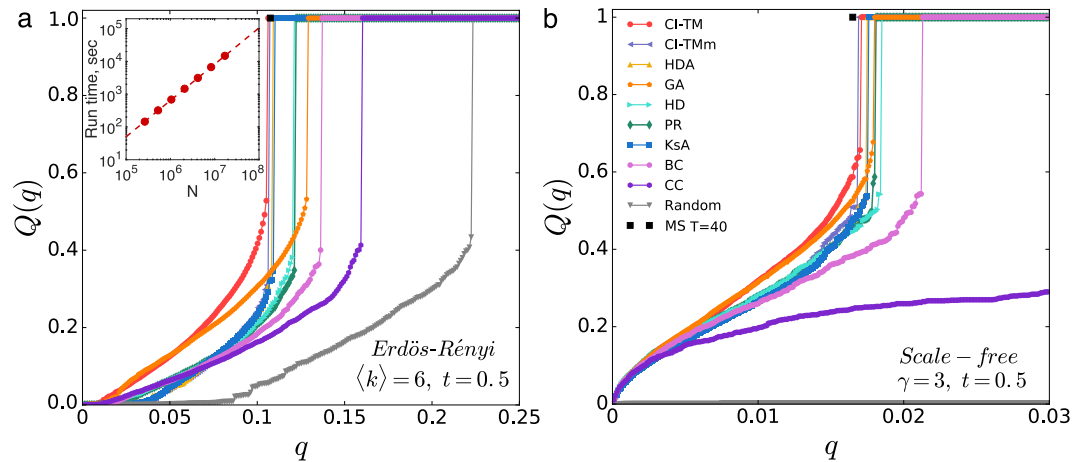 a
Q(q)
1.0
0.8
0.6
0.4
0.2
0.0
0
0.05
0.1
0.15
0.2
0.25
q
Run time, sec
10^5
10^4
10^3
10^2
10^1
10^5
10^6
10^7
10^8
N
Erdös-Rényi
⟨k⟩ = 6, t = 0.5
b
Q(q)
1
0.8
0.6
0.4
0.2
0
0
0.01
0.02
0.03
q
CI-TM
CI-TMm
HDA
GA
HD
PR
KsA
BC
CC
Random
MS T=40
Scale – free
γ = 3, t = 0.5